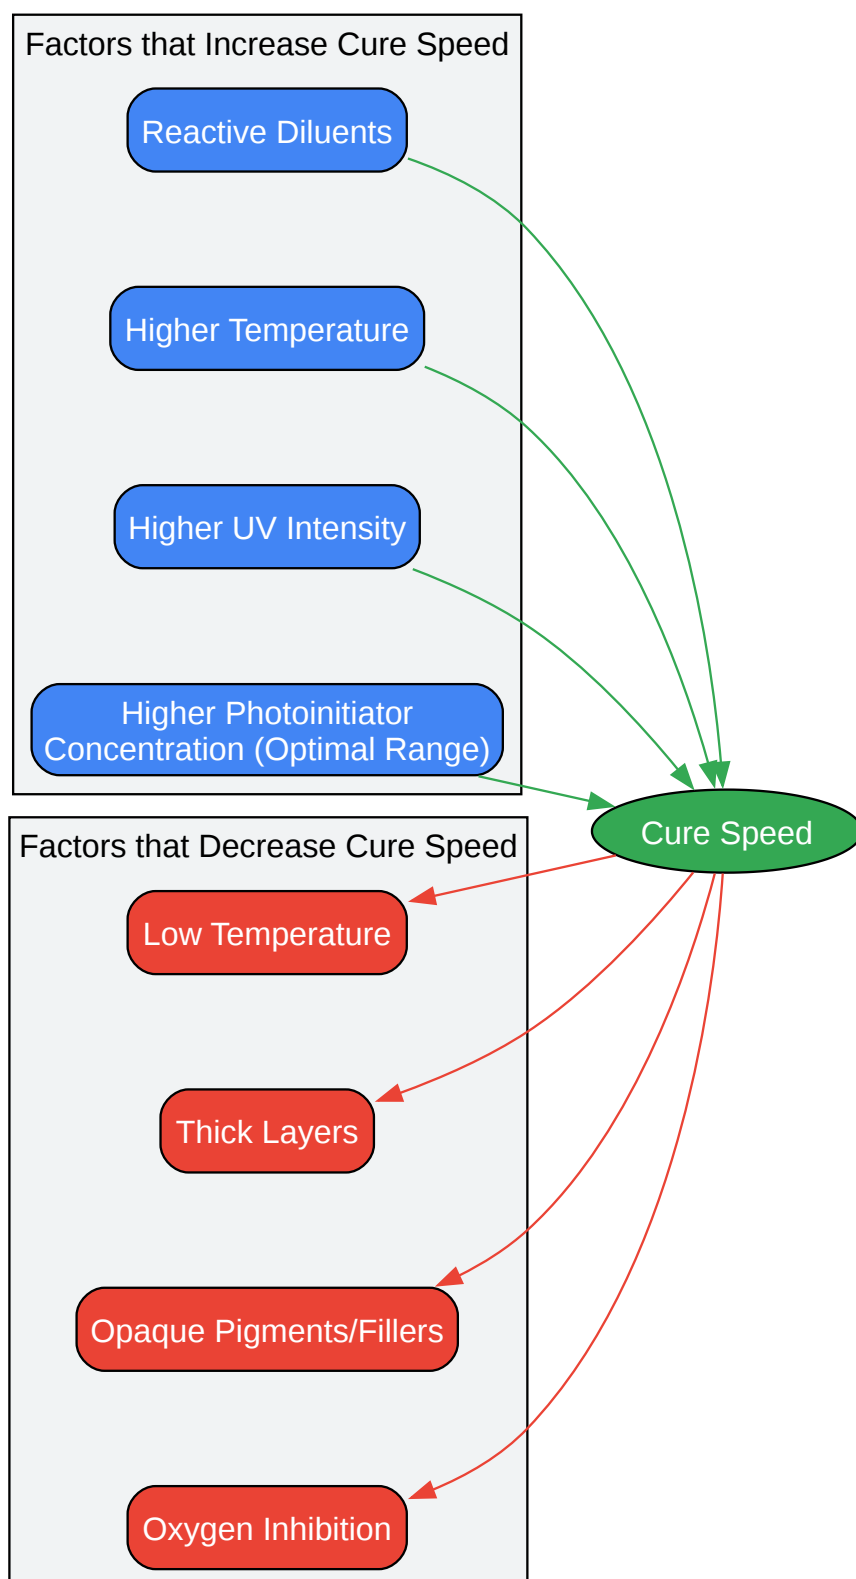 Factors that Increase Cure Speed
Reactive Diluents
Higher Temperature
Higher UV Intensity
Higher Photoinitiator
Concentration (Optimal Range)
Cure Speed
Factors that Decrease Cure Speed
Low Temperature
Thick Layers
Opaque Pigments/Fillers
Oxygen Inhibition